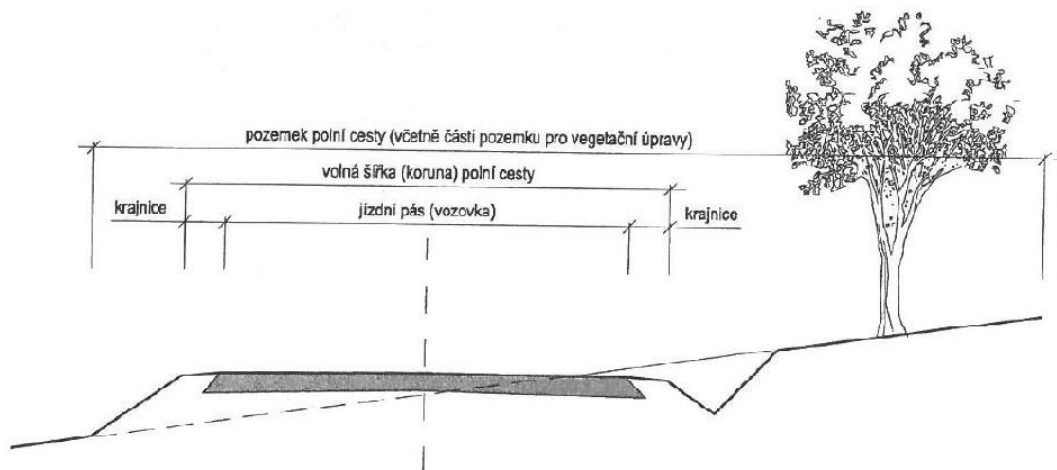 pozemek polní cesty (včetně části pozemku pro vegetační úpravy)
volná šířka (koruna) polní cesty
krajnice
jízdní pás (vozovka)
krajnice